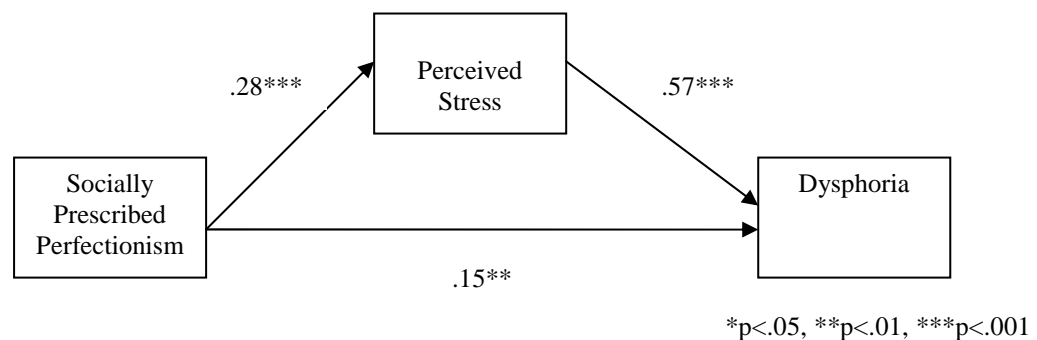 Perceived
Stress
.28***
.57***
Socially
Prescribed
Perfectionism
Dysphoria
.15**
*p<.05, **p<.01, ***p<.001